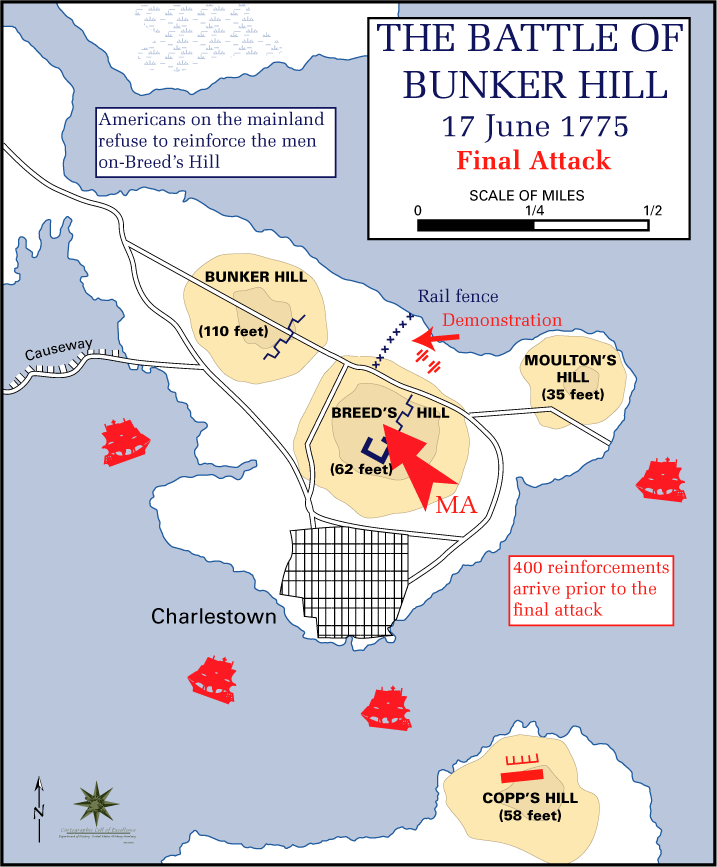 THE BATTLE OF
BUNKER HILL
17 June 1775
Final Attack
SCALE OF MILES
0 1/4 1/2
Americans on the mainland
refuse to reinforce the men
on-Breed's Hill
BUNKER HILL
(110 feet)
Rail fence
Demonstration
Causeway
MOULTON'S
HILL
(35 feet)
BREED'S HILL
(62 feet)
MA
400 reinforcements
arrive prior to the
final attack
Charlestown
COPP'S HILL
(58 feet)
N